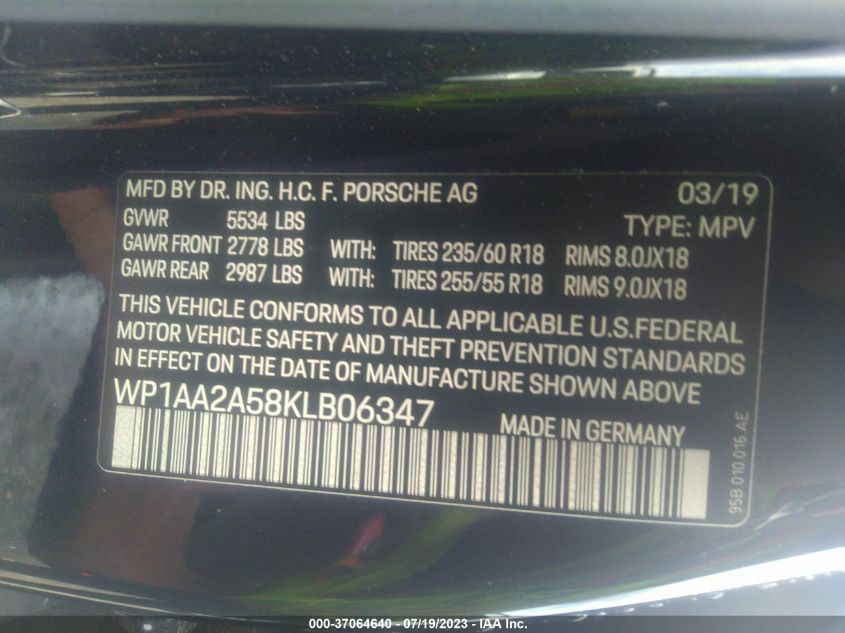 MFD BY DR. ING. H.C. F. PORSCHE AG 03/19
GVWR 5534 LBS TYPE: MPV
GAWR FRONT 2778 LBS WITH: TIRES 235/60 R18 RIMS 8.0JX18
GAWR REAR 2987 LBS WITH: TIRES 255/55 R18 RIMS 9.0JX18
THIS VEHICLE CONFORMS TO ALL APPLICABLE U.S.FEDERAL
MOTOR VEHICLE SAFETY AND THEFT PREVENTION STANDARDS
IN EFFECT ON THE DATE OF MANUFACTURE SHOWN ABOVE
WP1AA2A58KLB06347 MADE IN GERMANY
95B 010 016 AE
000-37064640 - 07/19/2023 - IAA Inc.